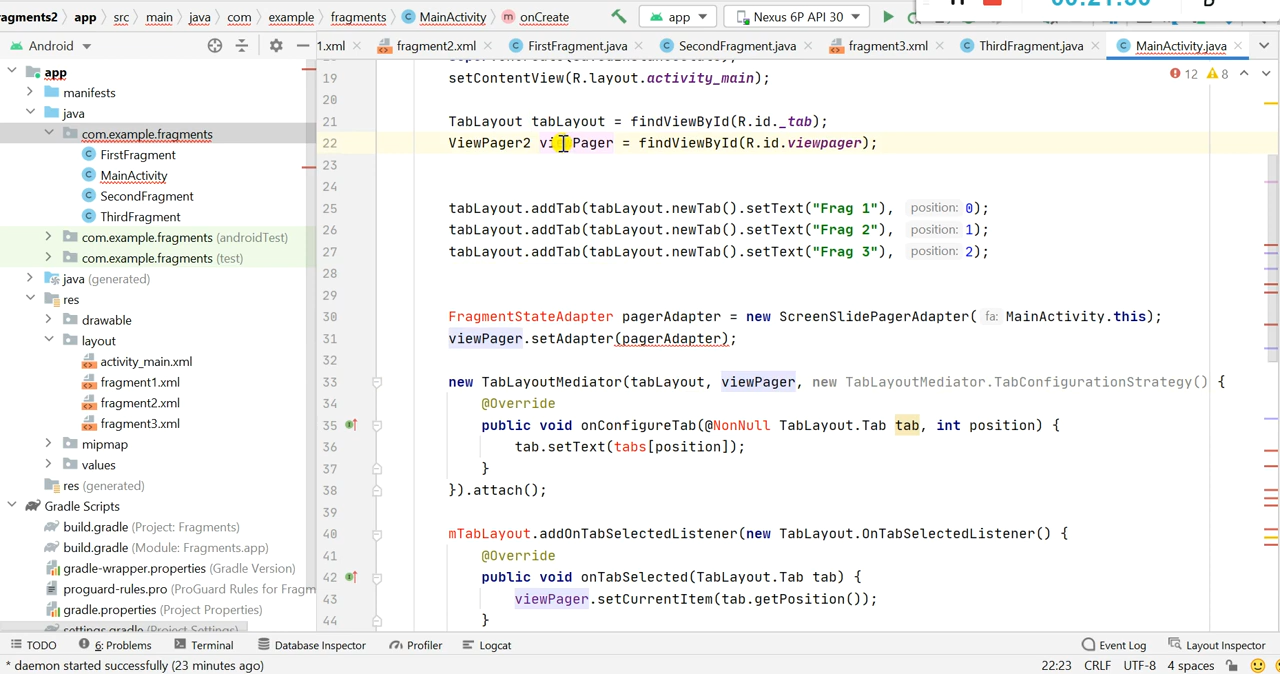 ragments2 app src main java com example fragments MainActivity onCreate app Nexus 6P API 30
Android 1.xml fragment2.xml FirstFragment.java SecondFragment.java fragment3.xml ThirdFragment.java MainActivity.java
12 8
app
manifests
java
com.example.fragments
FirstFragment
MainActivity
SecondFragment
ThirdFragment
com.example.fragments (androidTest)
com.example.fragments (test)
java (generated)
res
drawable
layout
activity_main.xml
fragment1.xml
fragment2.xml
fragment3.xml
mipmap
values
res (generated)
Gradle Scripts
build.gradle (Project: Fragments)
build.gradle (Module: Fragments.app)
gradle-wrapper.properties (Gradle Version)
proguard-rules.pro (ProGuard Rules for Fragm
gradle.properties (Project Properties)
settings.gradle (Project Settings)
19 setContentView(R.layout.activity_main);
20
21 TabLayout tabLayout = findViewById(R.id._tab);
22 ViewPager2 viewPager = findViewById(R.id.viewpager);
23
24
25 tabLayout.addTab(tabLayout.newTab().setText("Frag 1"), position: 0);
26 tabLayout.addTab(tabLayout.newTab().setText("Frag 2"), position: 1);
27 tabLayout.addTab(tabLayout.newTab().setText("Frag 3"), position: 2);
28
29
30 FragmentStateAdapter pagerAdapter = new ScreenSlidePagerAdapter( fa: MainActivity.this);
31 viewPager.setAdapter(pagerAdapter);
32
33 new TabLayoutMediator(tabLayout, viewPager, new TabLayoutMediator.TabConfigurationStrategy() {
34 @Override
35 public void onConfigureTab(@NonNull TabLayout.Tab tab, int position) {
36 tab.setText(tabs[position]);
37 }
38 }).attach();
39
40 mTabLayout.addOnTabSelectedListener(new TabLayout.OnTabSelectedListener() {
41 @Override
42 public void onTabSelected(TabLayout.Tab tab) {
43 viewPager.setCurrentItem(tab.getPosition());
44 }
TODO 6: Problems Terminal Database Inspector Profiler Logcat Event Log Layout Inspector
* daemon started successfully (23 minutes ago) 22:23 CRLF UTF-8 4 spaces